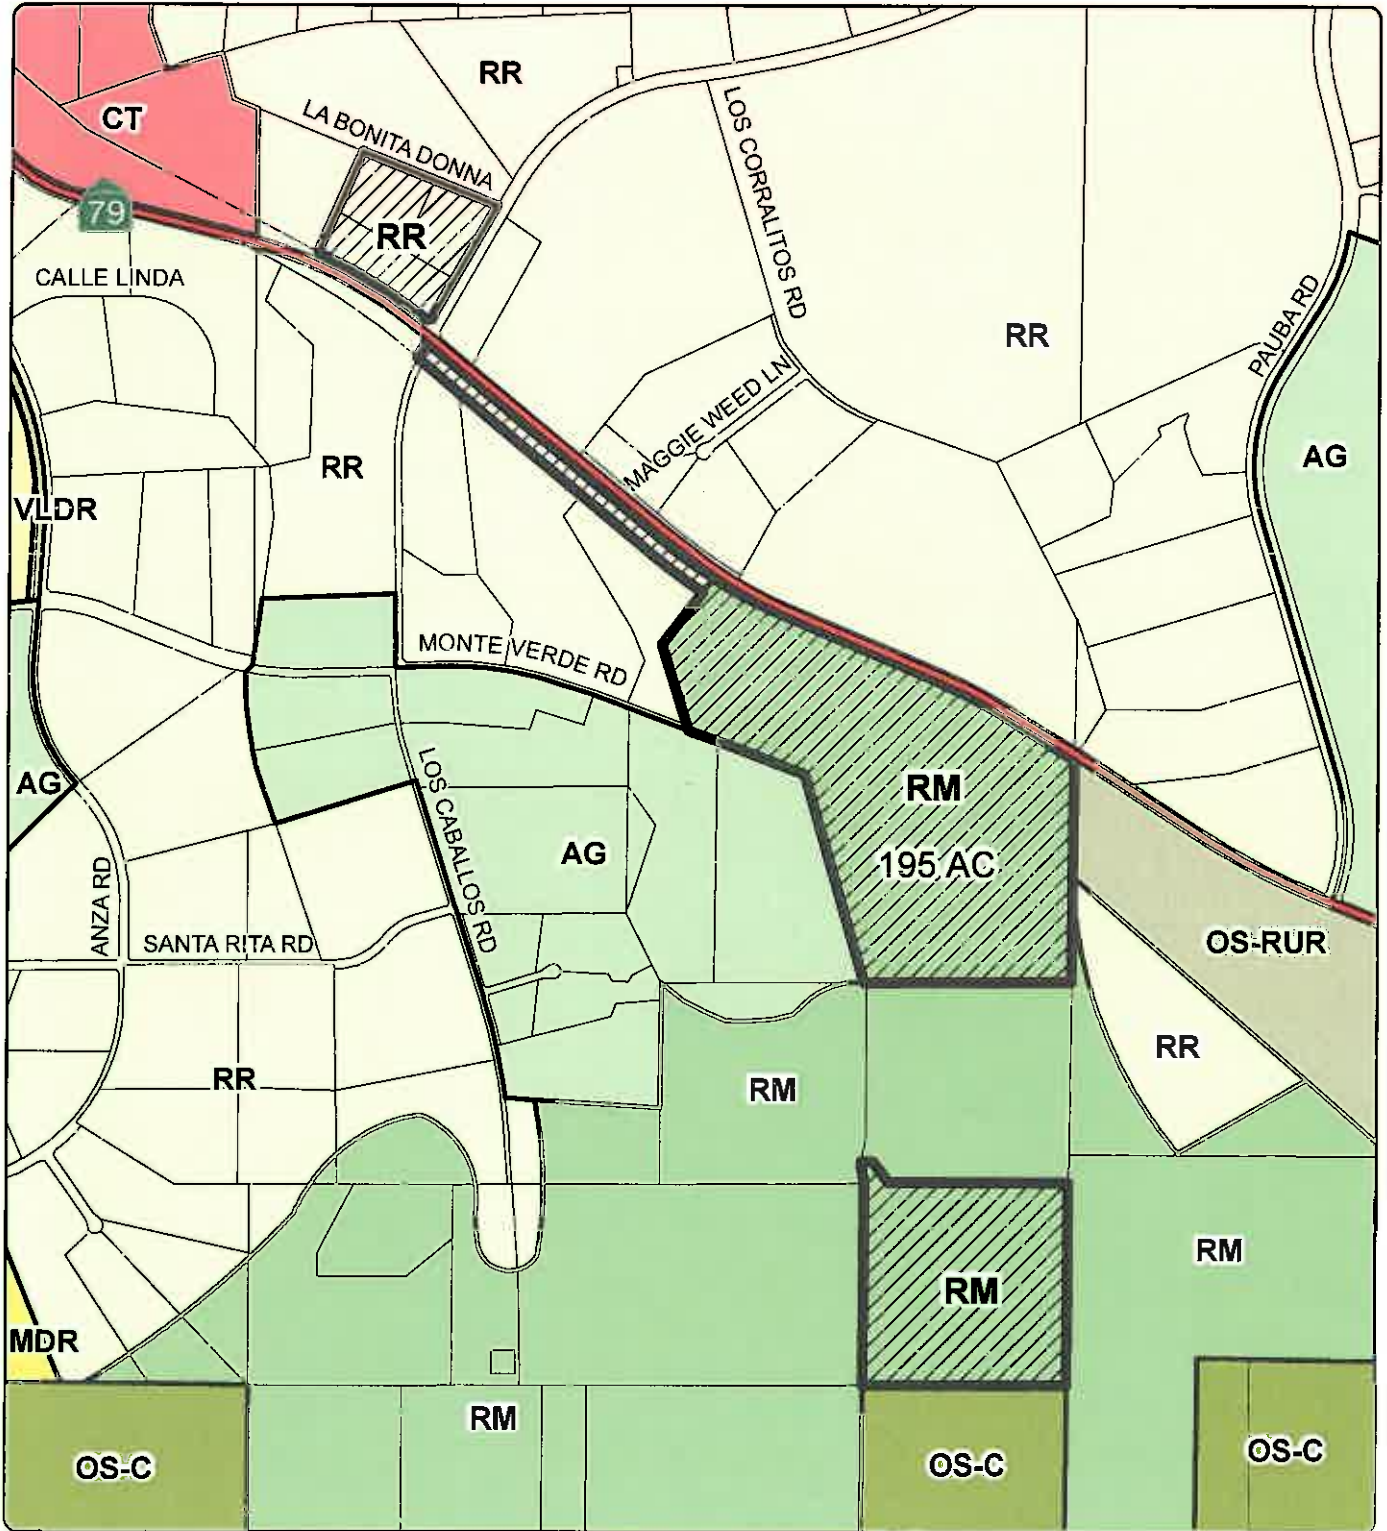 RR
CT
LA BONITA DONNA
LOS CORRALITOS RD
79
RR
CALLE LINDA
RR
PAUBA RD
MAGGIE WEED LN
AG
RR
VLDR
MONTE VERDE RD
AG
LOS CABALLOS RD
RM
195 AC
AG
ANZA RD
SANTA RITA RD
OS-RUR
RR
RR
RM
RM
RM
MDR
RM
OS-C
OS-C
OS-C